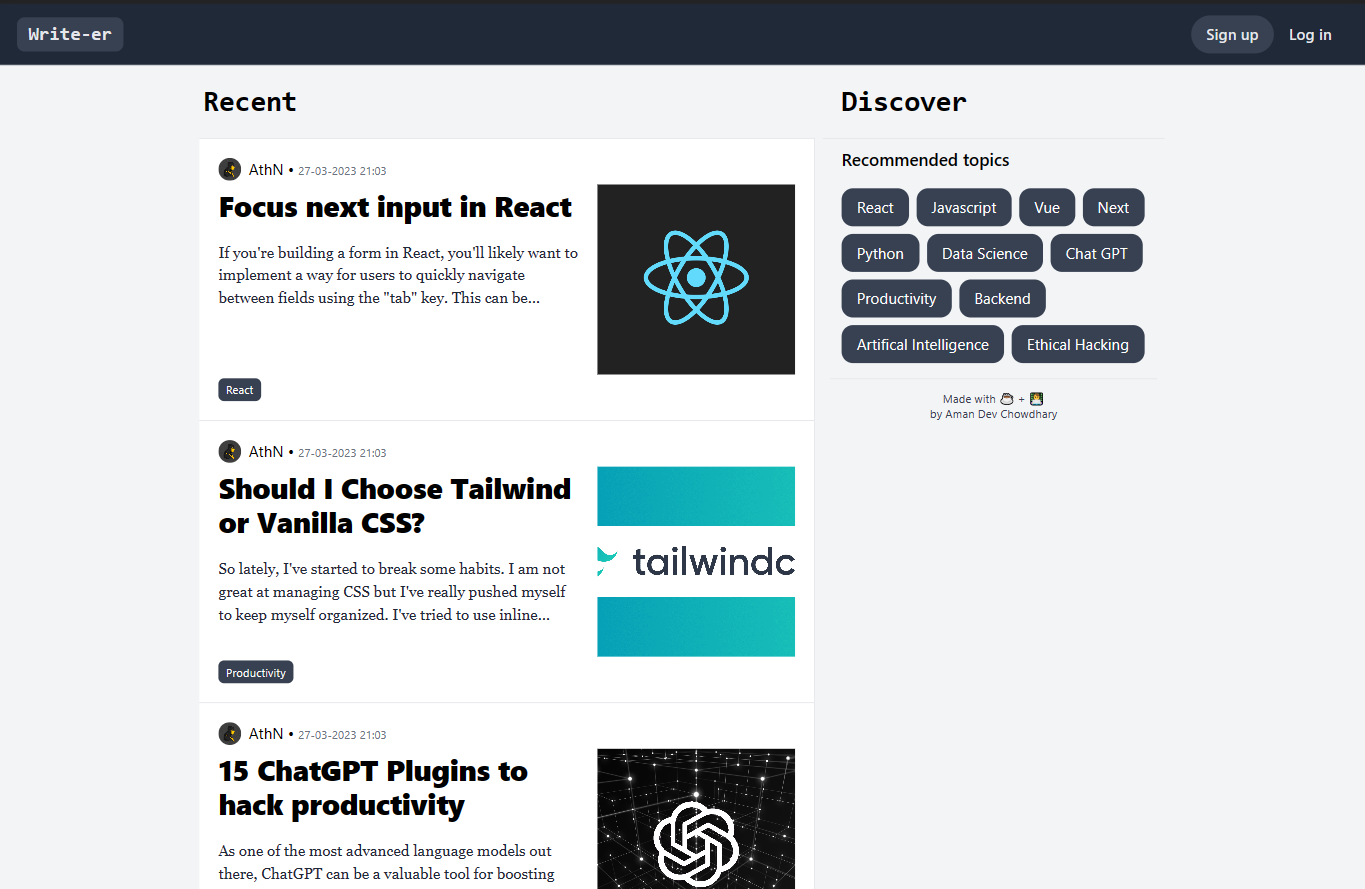 Write-er
Sign up
Log in
Recent
AthN • 27-03-2023 21:03
Focus next input in React
If you're building a form in React, you'll likely want to
implement a way for users to quickly navigate
between fields using the "tab" key. This can be...
React
AthN • 27-03-2023 21:03
Should I Choose Tailwind
or Vanilla CSS?
So lately, I've started to break some habits. I am not
great at managing CSS but I've really pushed myself
to keep myself organized. I've tried to use inline...
tailwindc
Productivity
AthN • 27-03-2023 21:03
15 ChatGPT Plugins to
hack productivity
As one of the most advanced language models out
there, ChatGPT can be a valuable tool for boosting
Discover
Recommended topics
React Javascript Vue Next
Python Data Science Chat GPT
Productivity Backend
Artifical Intelligence Ethical Hacking
Made with ☕ + 👨‍💻
by Aman Dev Chowdhary